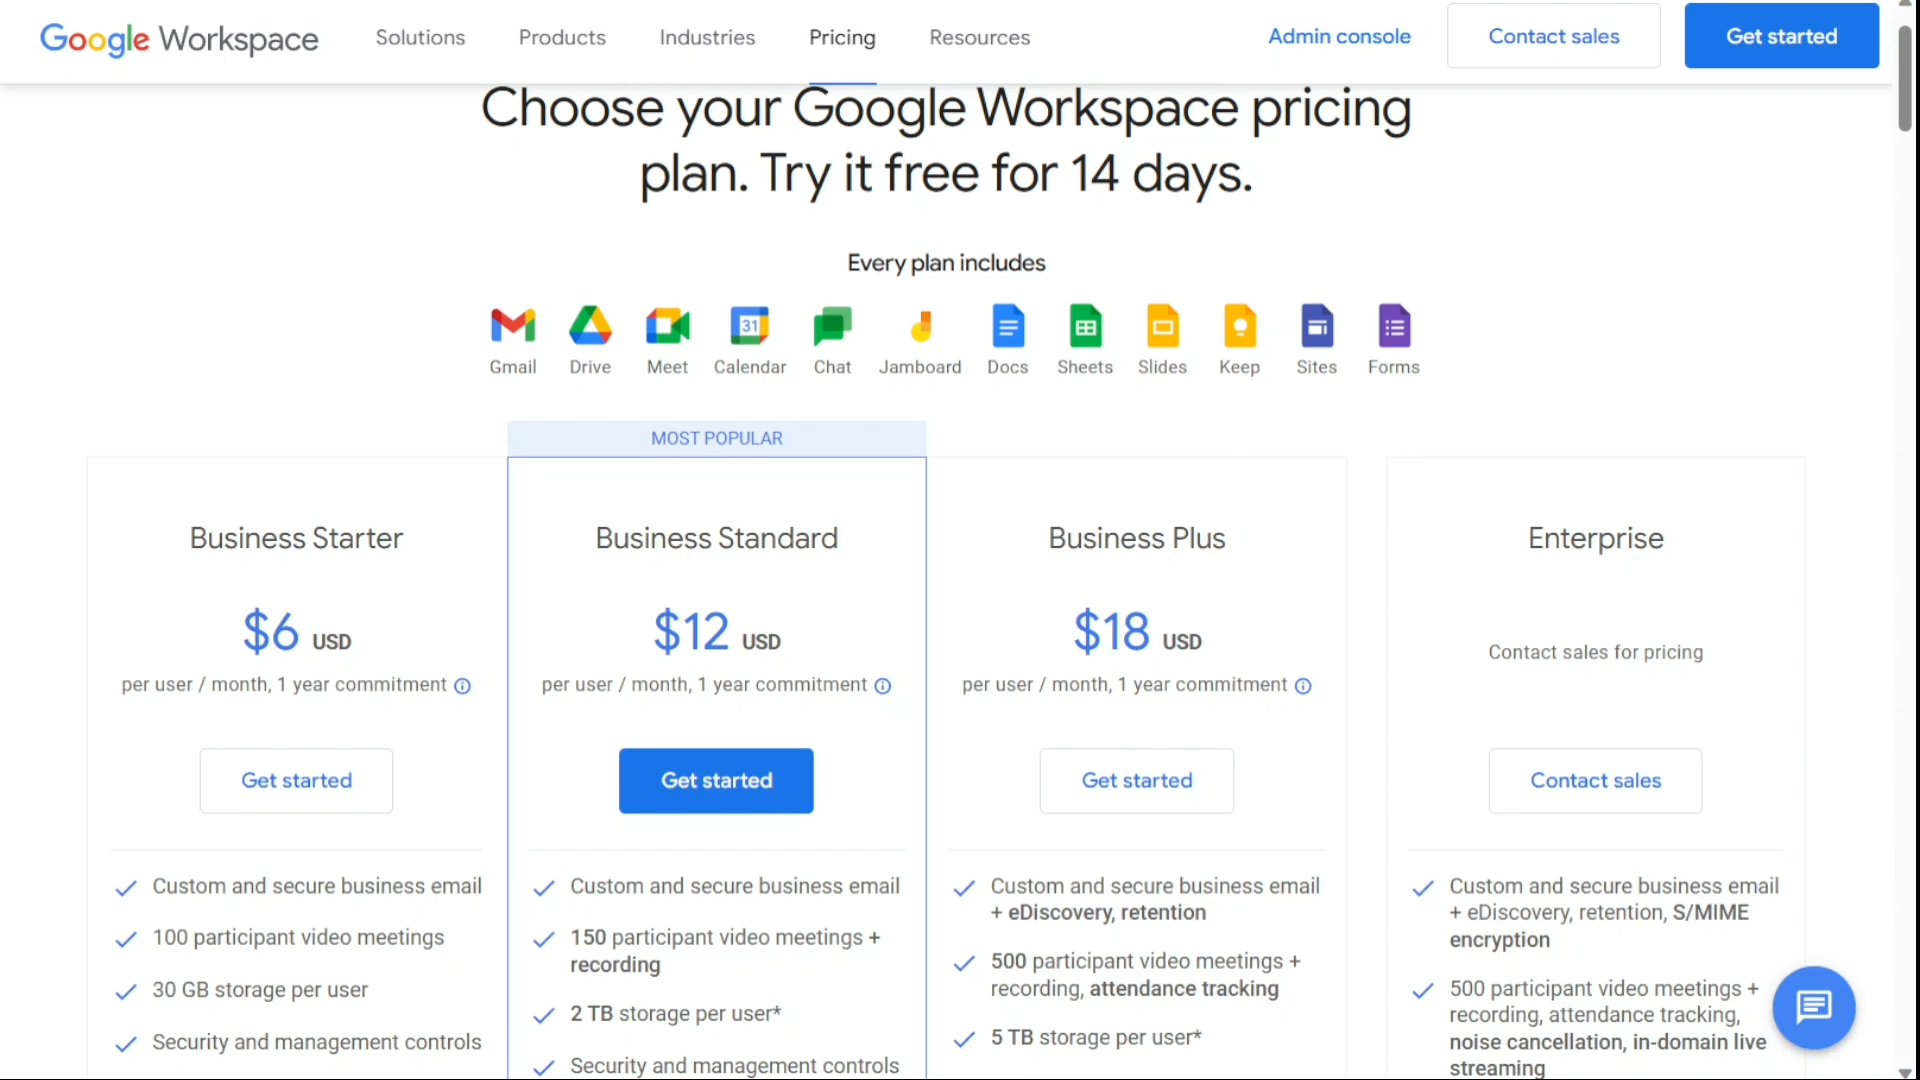 Google Workspace
Solutions
Products
Industries
Pricing
Resources
Admin console
Contact sales
Get started
Choose your Google Workspace pricing
plan. Try it free for 14 days.
Every plan includes
31
Gmail
Drive
Meet
Calendar
Chat
Jamboard
Docs
Sheets
Slides
Keep
Sites
Forms
MOST POPULAR
Business Starter
$6 USD
per user / month, 1 year commitment
Get started
Custom and secure business email
100 participant video meetings
30 GB storage per user
Security and management controls
Business Standard
$12 USD
per user / month, 1 year commitment
Get started
Custom and secure business email
150 participant video meetings +
recording
2 TB storage per user*
Security and management controls
Business Plus
$18 USD
per user / month, 1 year commitment
Get started
Custom and secure business email
+ eDiscovery, retention
500 participant video meetings +
recording, attendance tracking
5 TB storage per user*
Enterprise
Contact sales for pricing
Contact sales
Custom and secure business email
+ eDiscovery, retention, S/MIME
encryption
500 participant video meetings +
recording, attendance tracking,
noise cancellation, in-domain live
streaming